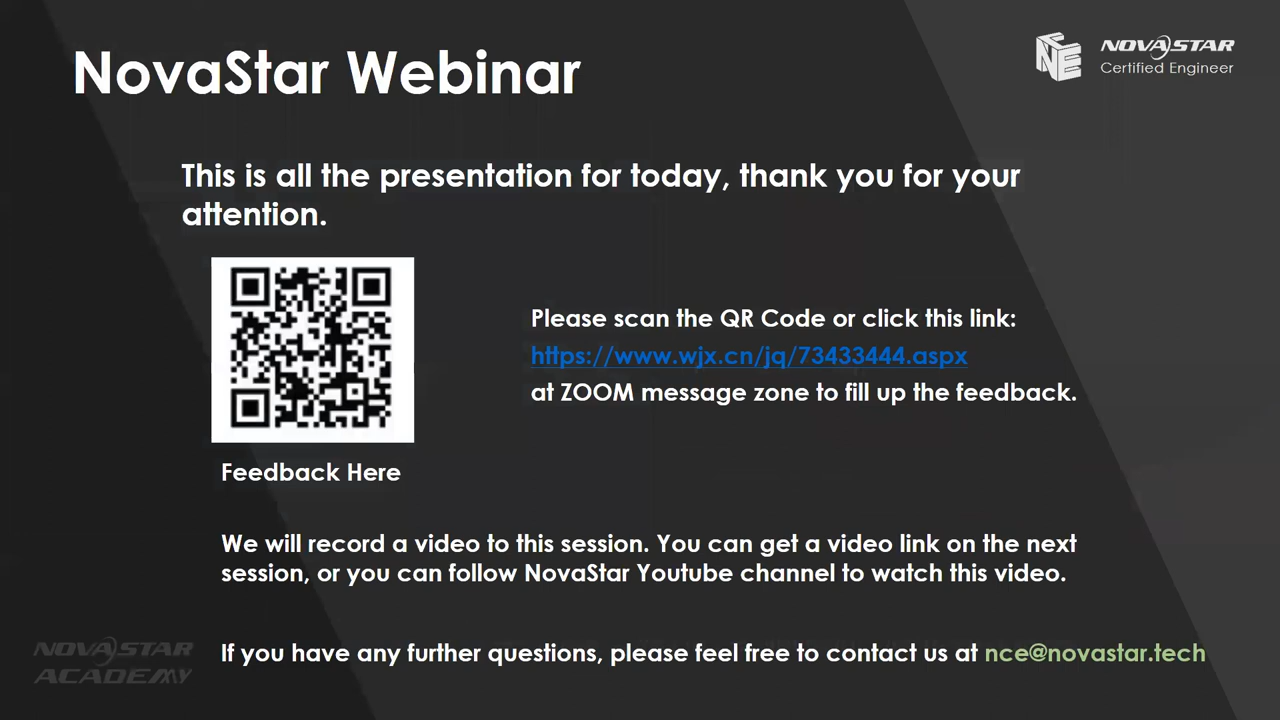 NovaStar Webinar
NOVASTAR
Certified Engineer
This is all the presentation for today, thank you for your
attention.
Please scan the QR Code or click this link:
https://www.wjx.cn/jq/73433444.aspx
at ZOOM message zone to fill up the feedback.
Feedback Here
We will record a video to this session. You can get a video link on the next
session, or you can follow NovaStar Youtube channel to watch this video.
NOVASTAR
ACADEMY
If you have any further questions, please feel free to contact us at nce@novastar.tech